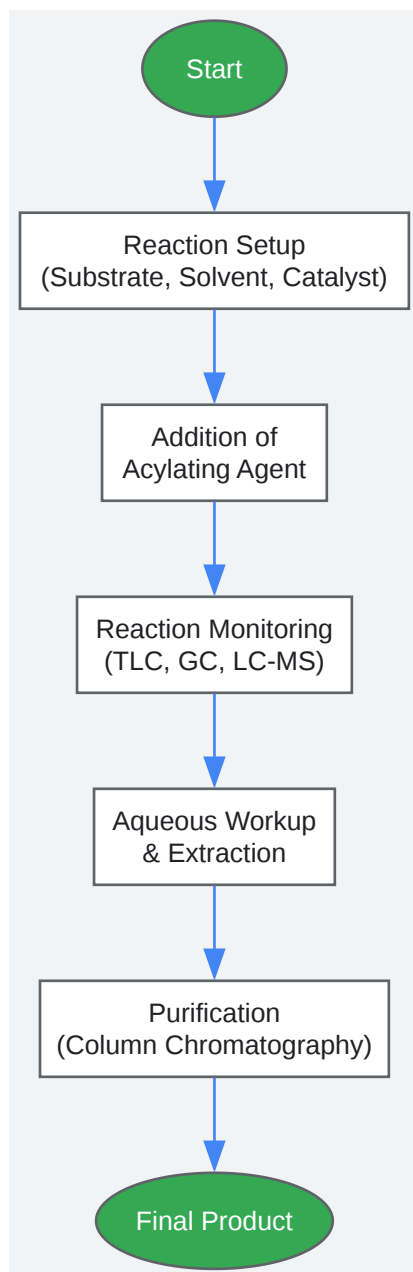 Start
Reaction Setup
(Substrate, Solvent, Catalyst)
Addition of
Acylating Agent
Reaction Monitoring
(TLC, GC, LC-MS)
Aqueous Workup
& Extraction
Purification
(Column Chromatography)
Final Product